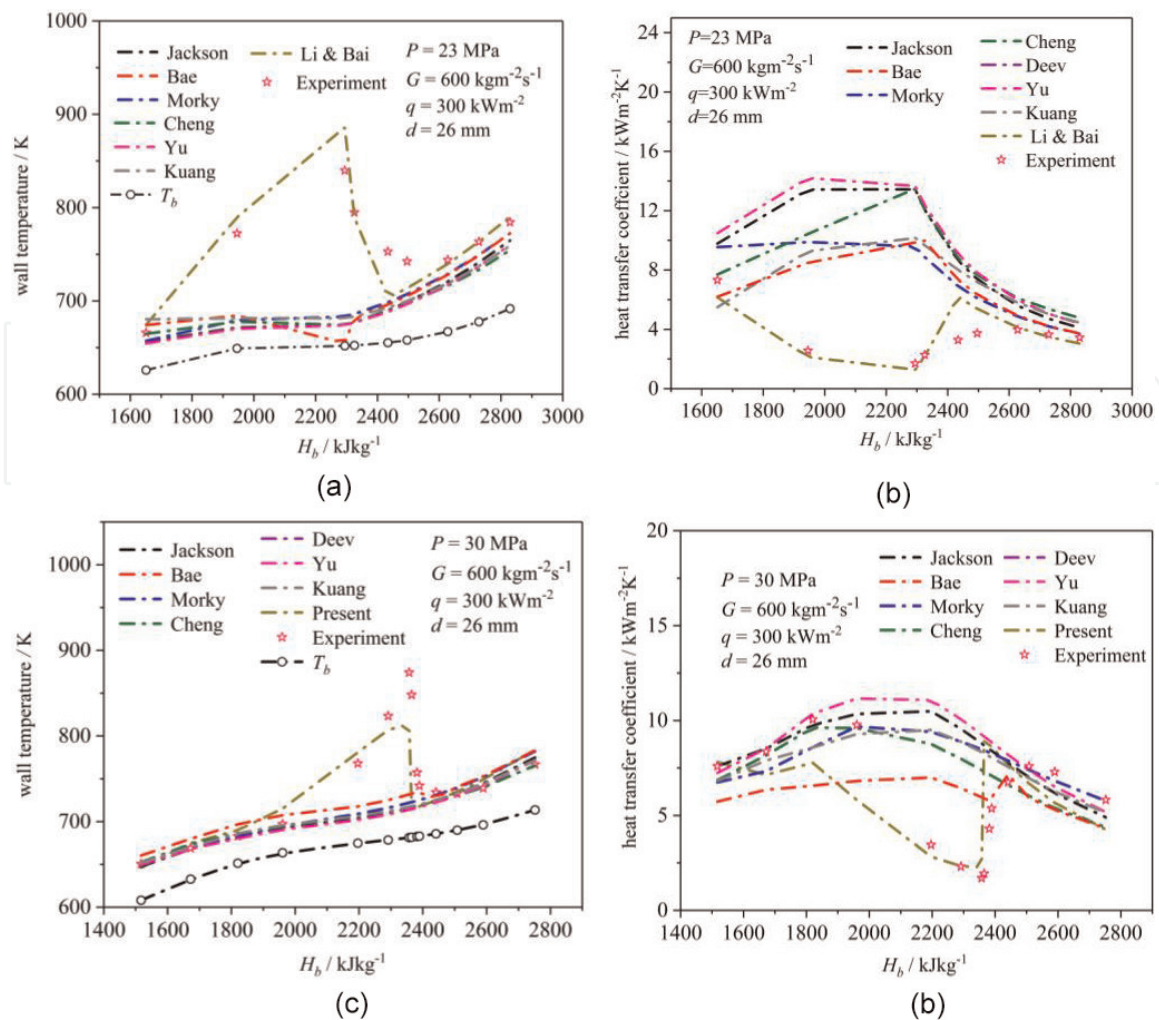 Jackson
Bae
Morky
Cheng
Yu
Kuang
T_b
Li & Bai
Experiment
P = 23 MPa
G = 600 kgm⁻²s⁻¹
q = 300 kWm⁻²
d = 26 mm
wall temperature / K
1000
900
800
700
600
1600 1800 2000 2200 2400 2600 2800 3000
H_b / kJkg⁻¹
(a)
P=23 MPa
G=600 kgm⁻²s⁻¹
q=300 kWm⁻²
d=26 mm
Jackson
Bae
Morky
Cheng
Deev
Yu
Kuang
Li & Bai
Experiment
heat transfer coeffcient / kWm⁻²K⁻¹
24
20
16
12
8
4
0
1600 1800 2000 2200 2400 2600 2800 3000
H_b / kJkg⁻¹
(b)
Jackson
Bae
Morky
Cheng
Deev
Yu
Kuang
Present
Experiment
T_b
P = 30 MPa
G = 600 kgm⁻²s⁻¹
q = 300 kWm⁻²
d = 26 mm
wall temperature / K
1000
900
800
700
600
1400 1600 1800 2000 2200 2400 2600 2800
H_b / kJkg⁻¹
(c)
P = 30 MPa
G = 600 kgm⁻²s⁻¹
q = 300 kWm⁻²
d = 26 mm
Jackson
Bae
Morky
Cheng
Deev
Yu
Kuang
Present
Experiment
heat transfer coefficient / kWm⁻²K⁻¹
20
15
10
5
0
1400 1600 1800 2000 2200 2400 2600 2800
H_b / kJkg⁻¹
(b)